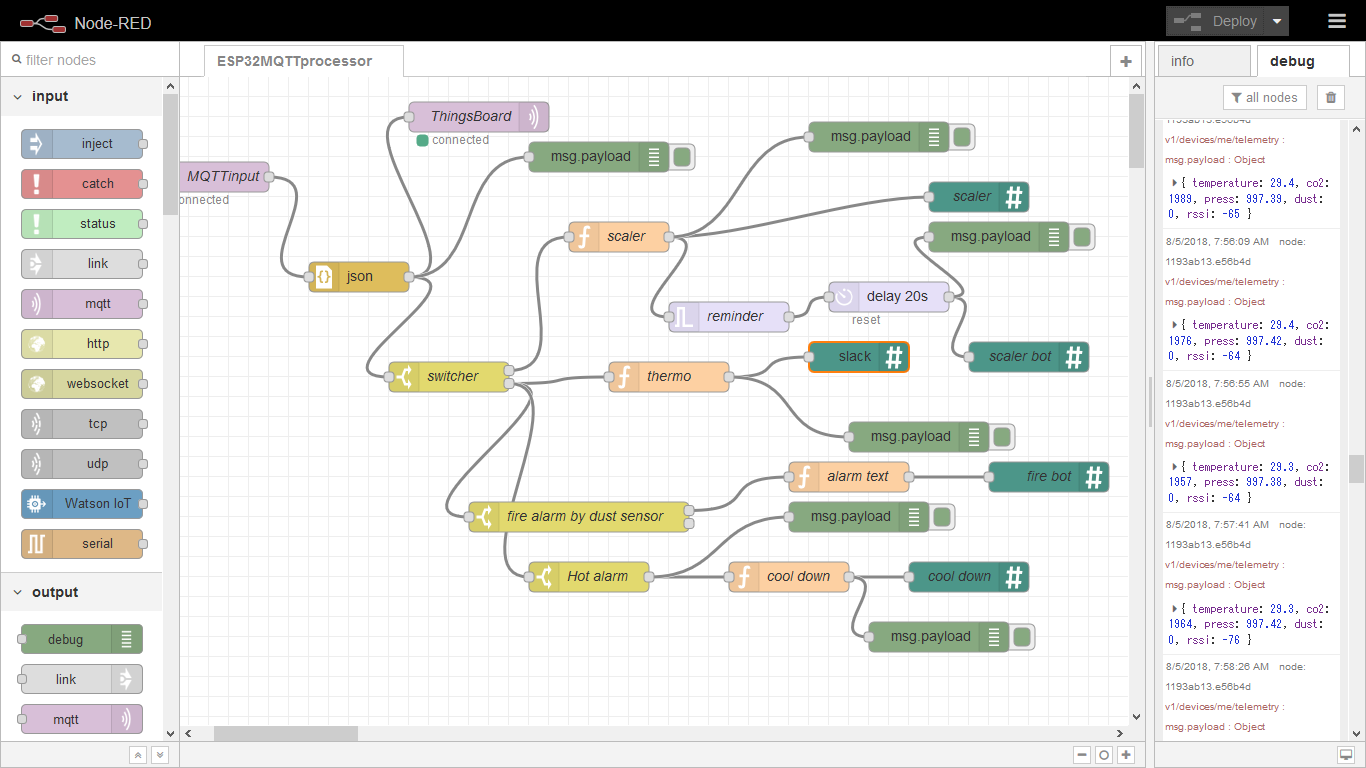 Node-RED
Deploy
filter nodes
ESP32MQTTprocessor
info
debug
all nodes
input
inject
catch
status
link
mqtt
http
websocket
tcp
udp
Watson IoT
serial
output
debug
link
mqtt
MQTTinput
onnected
ThingsBoard
connected
msg.payload
json
msg.payload
scaler
scaler
msg.payload
reminder
delay 20s
reset
switcher
thermo
slack
scaler bot
msg.payload
alarm text
fire bot
fire alarm by dust sensor
msg.payload
Hot alarm
cool down
cool down
msg.payload
1193ab13.e56b4d
v1/devices/me/telemetry :
msg.payload : Object
{ temperature: 29.4, co2:
1989, press: 997.39, dust:
0, rssi: -65 }
8/5/2018, 7:56:09 AM node:
1193ab13.e56b4d
v1/devices/me/telemetry :
msg.payload : Object
{ temperature: 29.4, co2:
1976, press: 997.42, dust:
0, rssi: -64 }
8/5/2018, 7:56:55 AM node:
1193ab13.e56b4d
v1/devices/me/telemetry :
msg.payload : Object
{ temperature: 29.3, co2:
1957, press: 997.38, dust:
0, rssi: -64 }
8/5/2018, 7:57:41 AM node:
1193ab13.e56b4d
v1/devices/me/telemetry :
msg.payload : Object
{ temperature: 29.3, co2:
1964, press: 997.42, dust:
0, rssi: -76 }
8/5/2018, 7:58:26 AM node:
1193ab13.e56b4d
v1/devices/me/telemetry :
msg.payload : Object